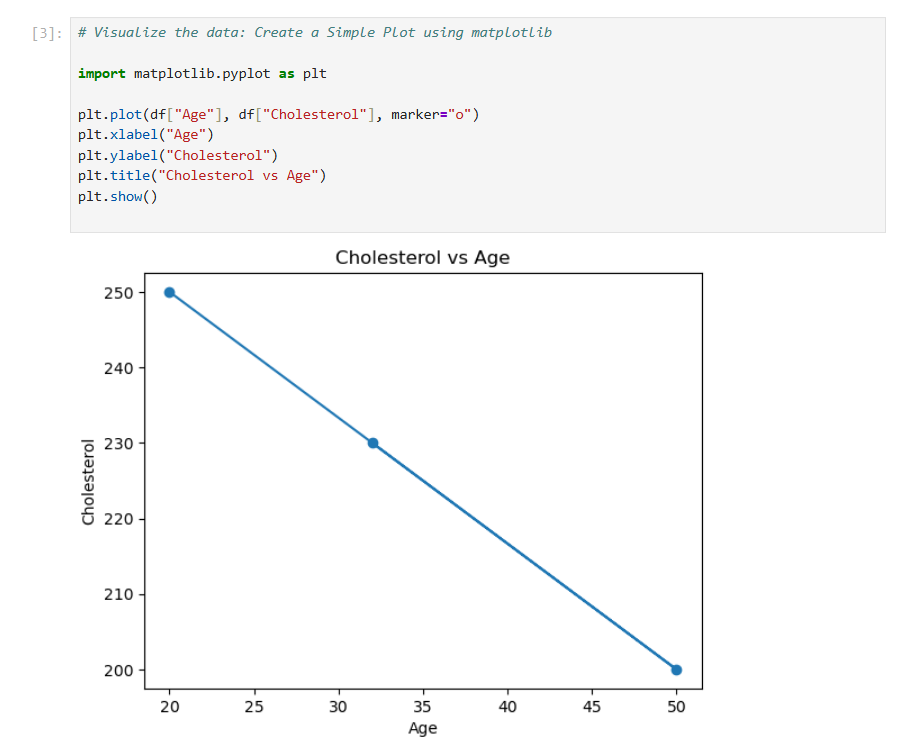 [3]: # Visualize the data: Create a Simple Plot using matplotlib
import matplotlib.pyplot as plt
plt.plot(df["Age"], df["Cholesterol"], marker="o")
plt.xlabel("Age")
plt.ylabel("Cholesterol")
plt.title("Cholesterol vs Age")
plt.show()
Cholesterol vs Age
250
240
230
220
210
200
Cholesterol
20 25 30 35 40 45 50
Age